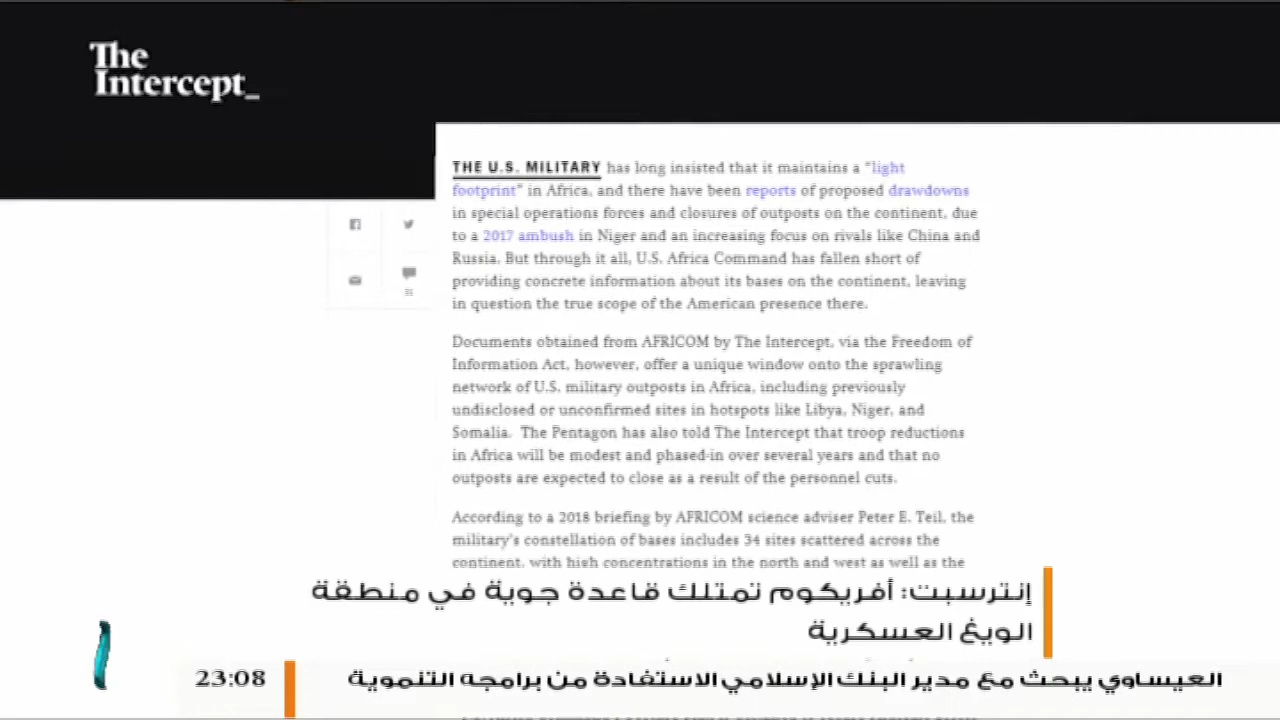 The
Intercept_
THE U.S. MILITARY has long insisted that it maintains a "light
footprint" in Africa, and there have been reports of proposed drawdowns
in special operations forces and closures of outposts on the continent, due
to a 2017 ambush in Niger and an increasing focus on rivals like China and
Russia. But through it all, U.S. Africa Command has fallen short of
providing concrete information about its bases on the continent, leaving
in question the true scope of the American presence there.
Documents obtained from AFRICOM by The Intercept, via the Freedom of
Information Act, however, offer a unique window onto the sprawling
network of U.S. military outposts in Africa, including previously
undisclosed or unconfirmed sites in hotspots like Libya, Niger, and
Somalia. The Pentagon has also told The Intercept that troop reductions
in Africa will be modest and phased-in over several years and that no
outposts are expected to close as a result of the personnel cuts.
According to a 2018 briefing by AFRICOM science adviser Peter E. Teil, the
military's constellation of bases includes 34 sites scattered across the
continent, with high concentrations in the north and west as well as the
إنترسبت: أفريكوم تمتلك قاعدة جوية في منطقة
الويغ العسكرية
العيساوي يبحث مع مدير البنك الإسلامي الاستفادة من برامجه التنموية
23:08